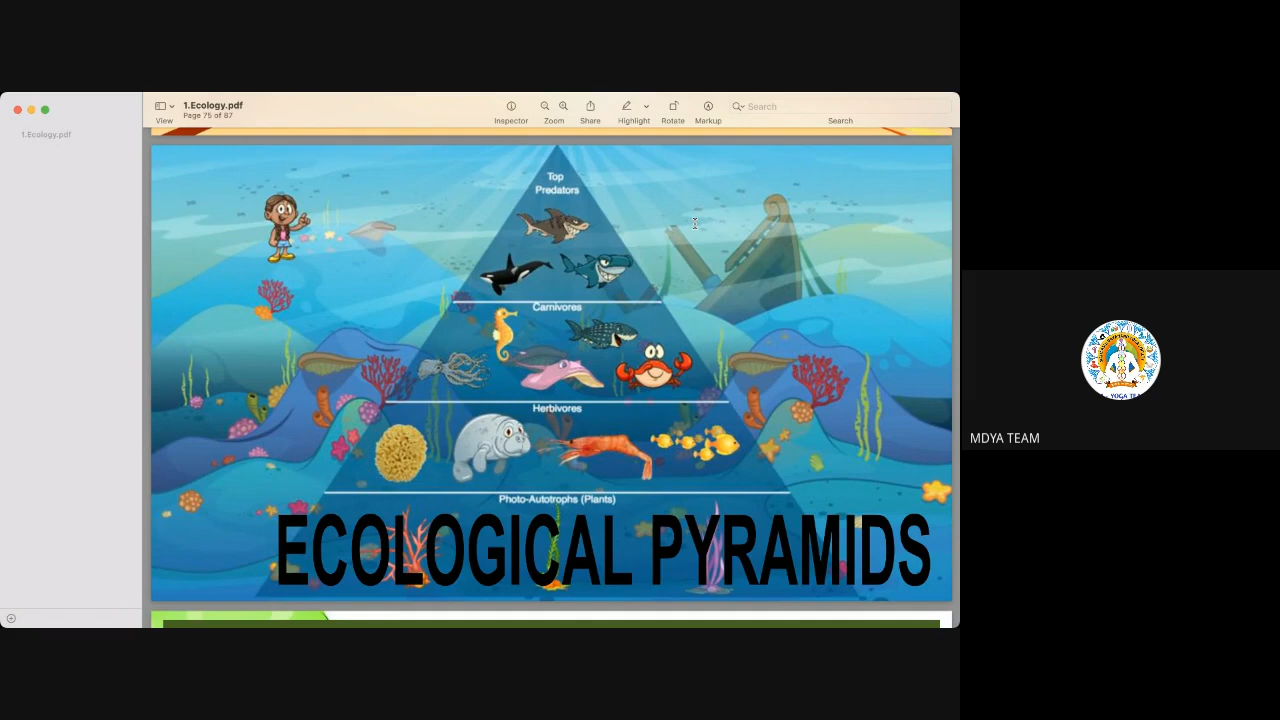 1.Ecology.pdf
Page 75 of 87
View
Inspector
Zoom
Share
Highlight
Rotate
Markup
Search
Search
1.Ecology.pdf
Top
Predators
Carnivores
Herbivores
Photo-Autotrophs (Plants)
ECOLOGICAL PYRAMIDS
MDYA TEAM